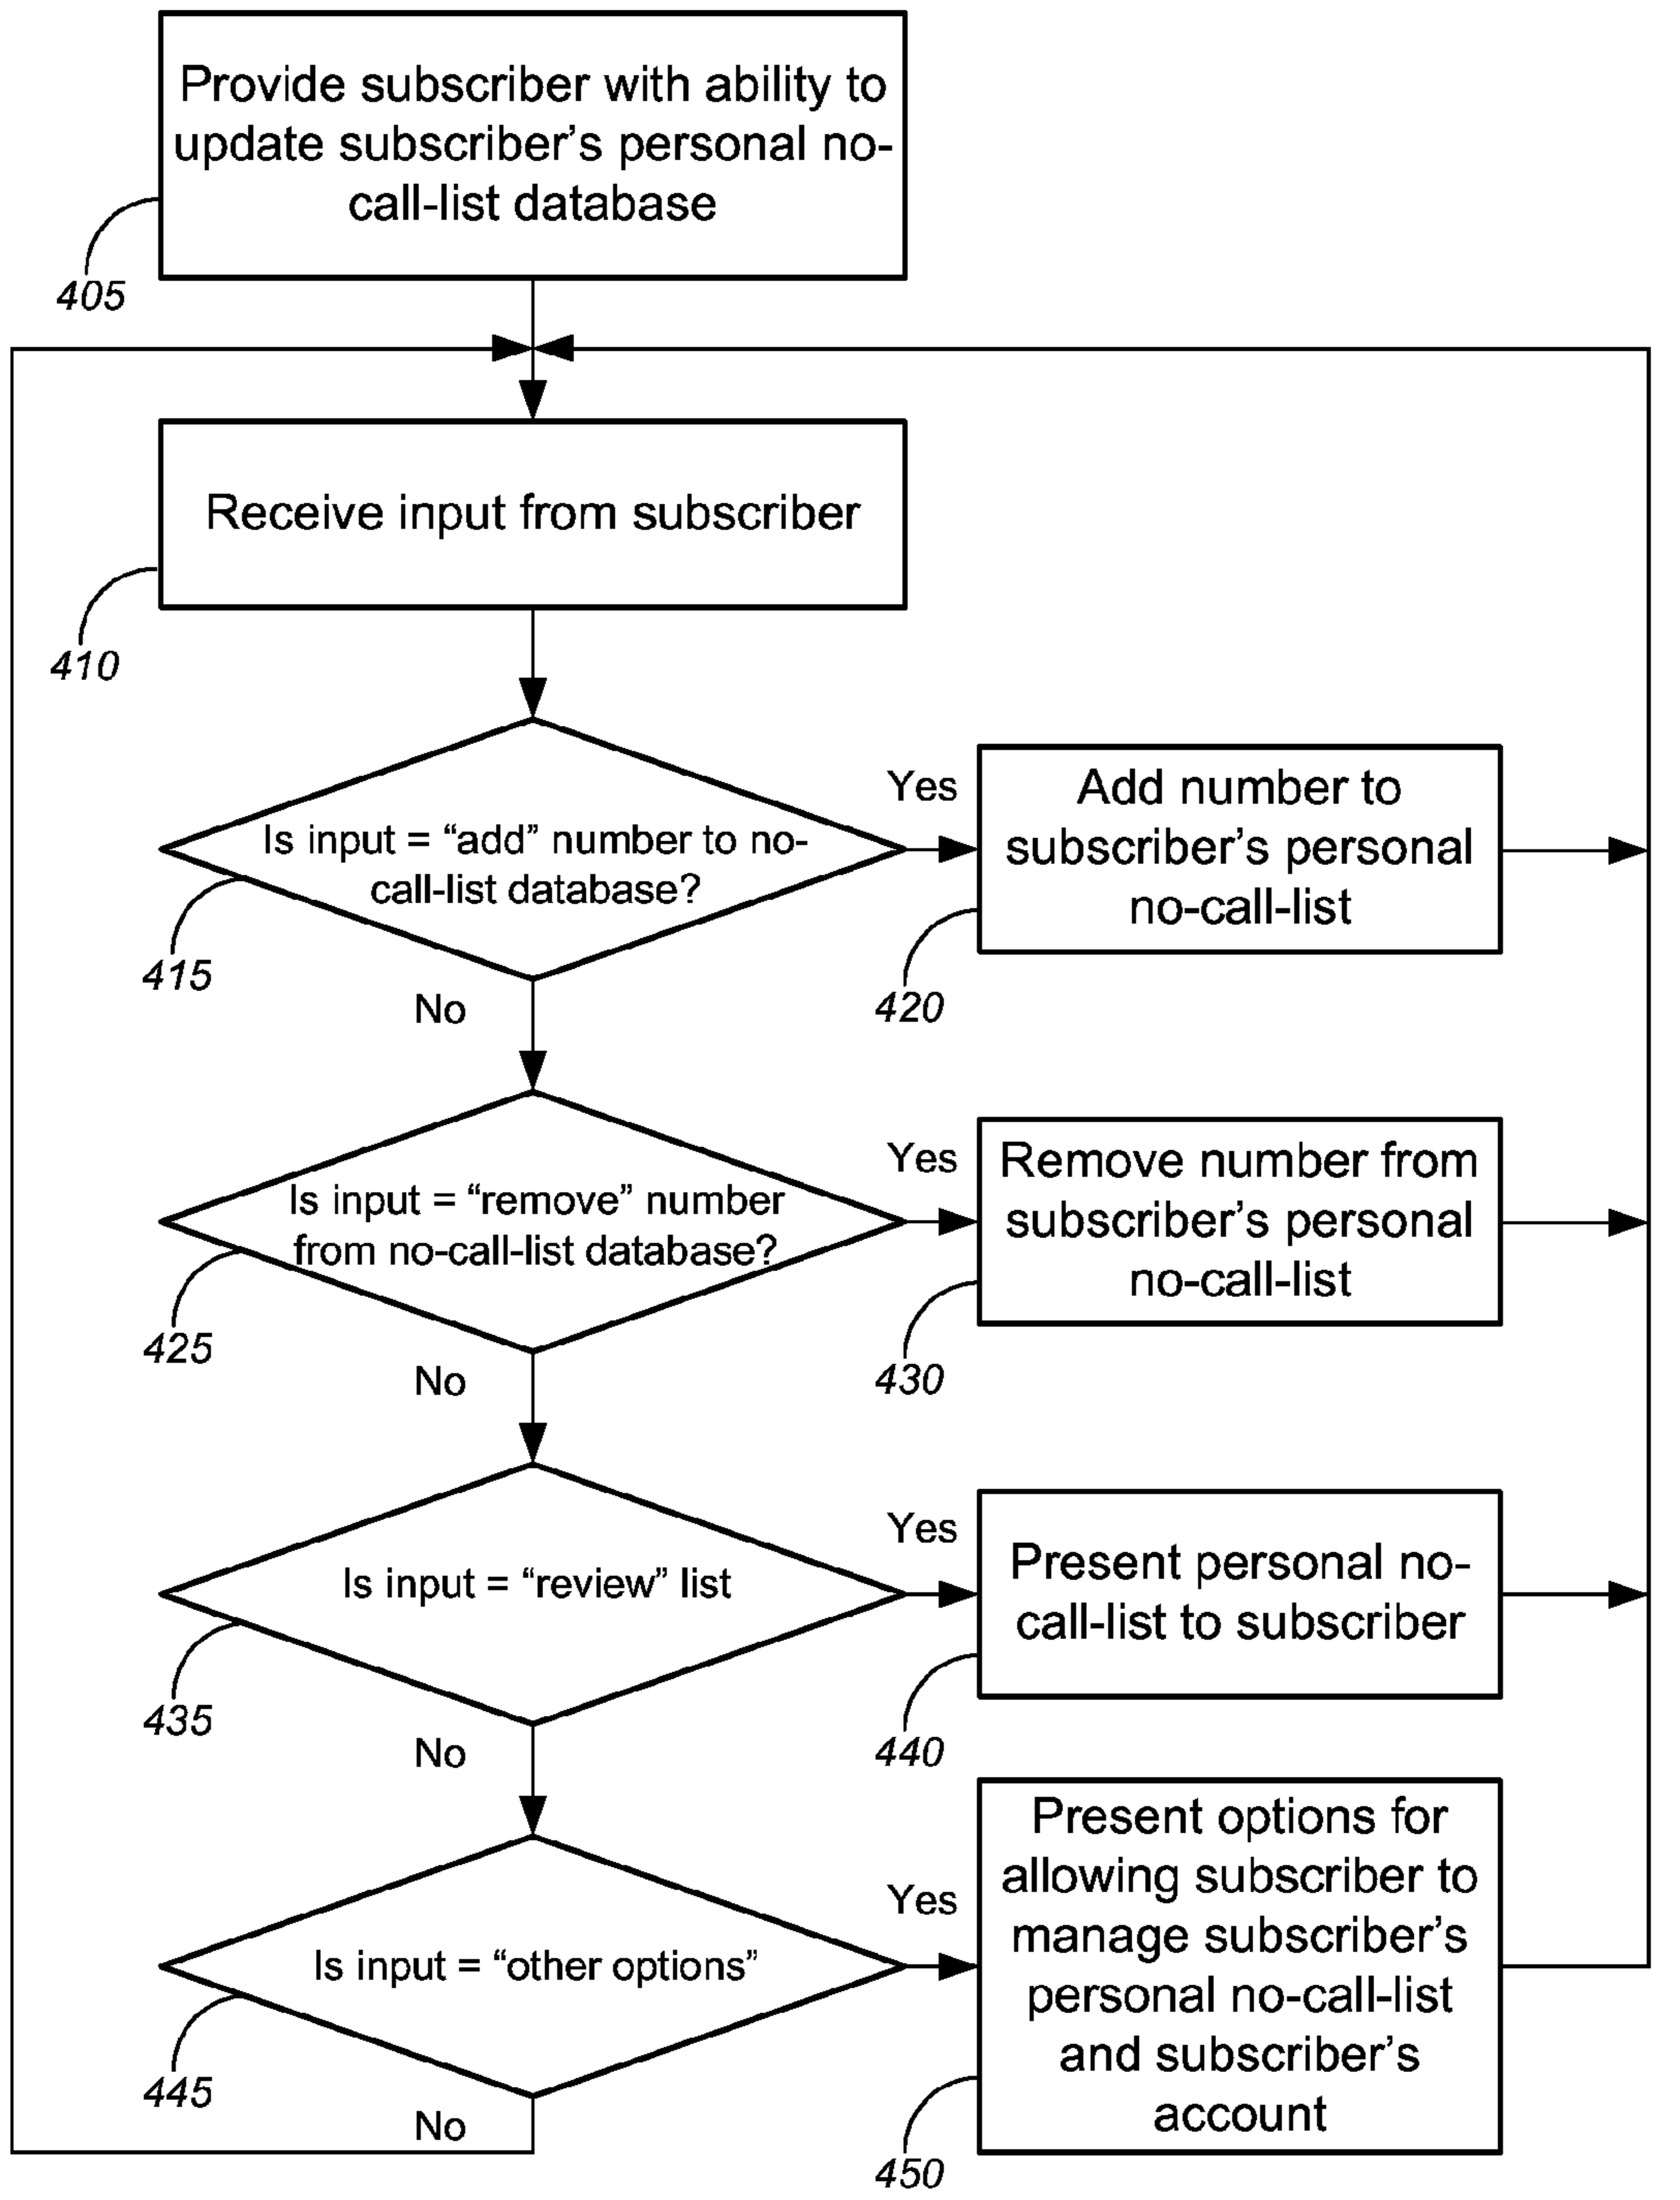 Provide subscriber with ability to
update subscriber’s personal no-
call-list database
405
Receive input from subscriber
410
Is input = “add” number to no-
call-list database?
415
Yes
Add number to
subscriber’s personal
no-call-list
420
No
Is input = “remove” number
from no-call-list database?
425
Yes
Remove number from
subscriber’s personal
no-call-list
430
No
Is input = “review” list
435
Yes
Present personal no-
call-list to subscriber
440
No
Is input = “other options”
445
Yes
Present options for
allowing subscriber to
manage subscriber’s
personal no-call-list
and subscriber’s
account
450
No